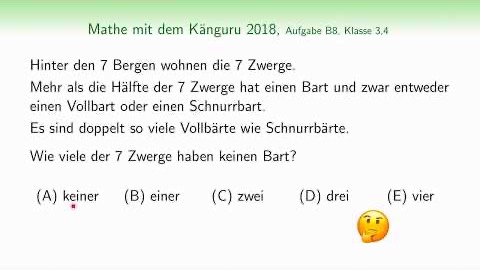 Mathe mit dem Känguru 2018, Aufgabe B8, Klasse 3,4
Hinter den 7 Bergen wohnen die 7 Zwerge.
Mehr als die Hälfte der 7 Zwerge hat einen Bart und zwar entweder
einen Vollbart oder einen Schnurrbart.
Es sind doppelt so viele Vollbärte wie Schnurrbärte.
Wie viele der 7 Zwerge haben keinen Bart?
(A) keiner (B) einer (C) zwei (D) drei (E) vier